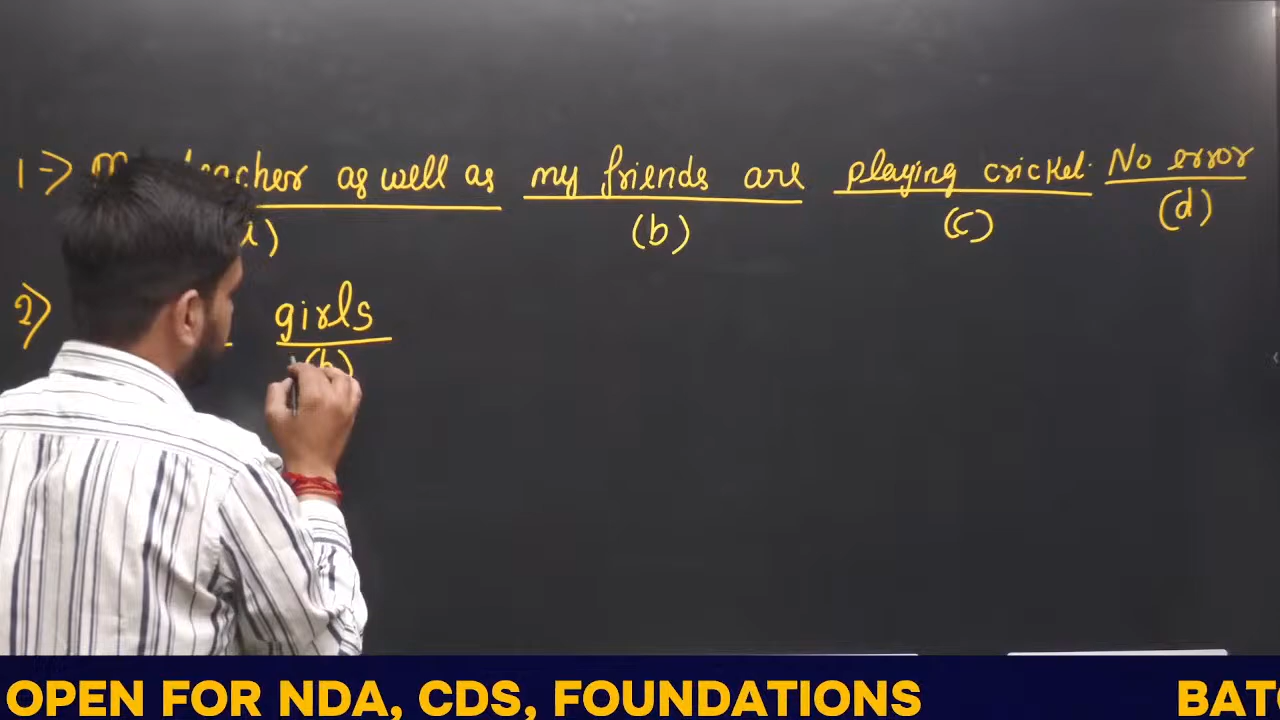 1-> teacher as well as my friends are playing cricket. No error
(b) (c) (d)
2> girls
(b)
OPEN FOR NDA, CDS, FOUNDATIONS